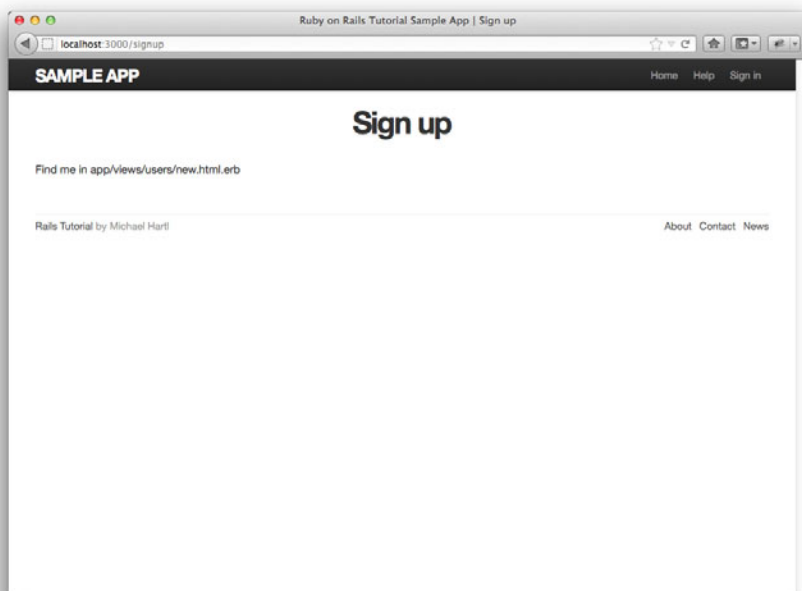 Ruby on Rails Tutorial Sample App | Sign up
localhost:3000/signup
SAMPLE APP
Home Help Sign in
Sign up
Find me in app/views/users/new.html.erb
Rails Tutorial by Michael Hartl
About Contact News